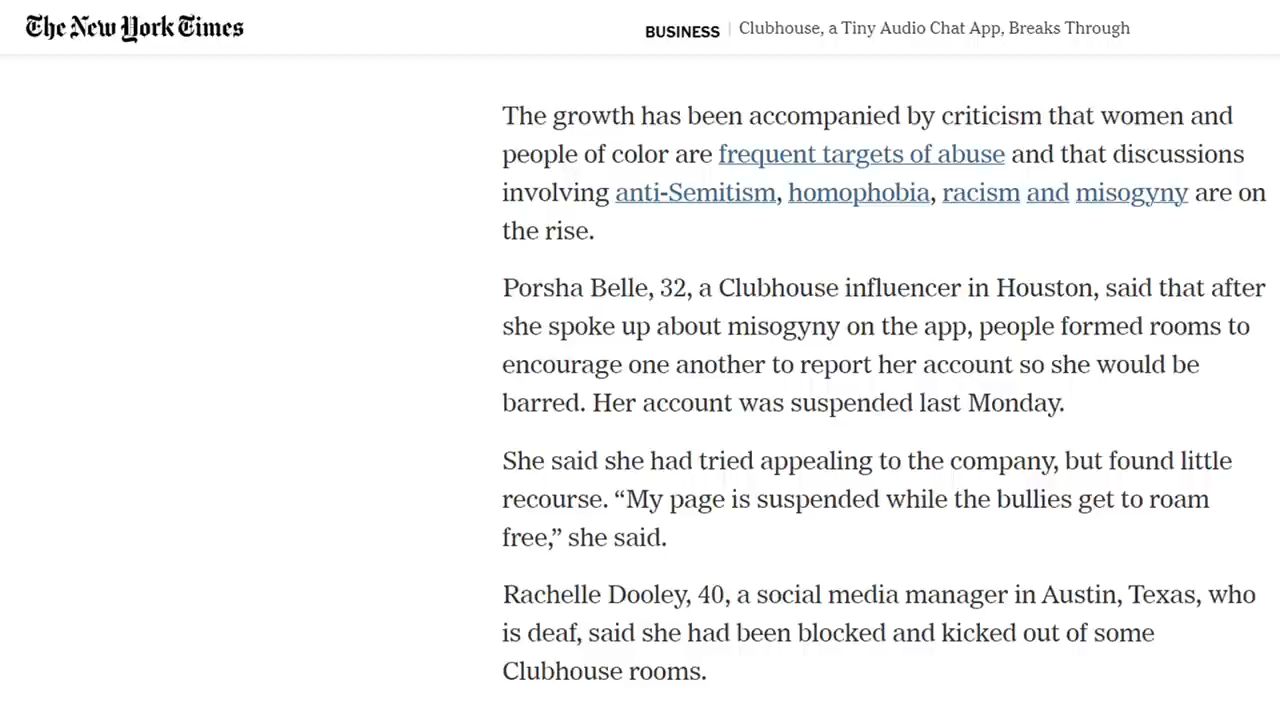 The New York Times
BUSINESS | Clubhouse, a Tiny Audio Chat App, Breaks Through
The growth has been accompanied by criticism that women and
people of color are frequent targets of abuse and that discussions
involving anti-Semitism, homophobia, racism and misogyny are on
the rise.
Porsha Belle, 32, a Clubhouse influencer in Houston, said that after
she spoke up about misogyny on the app, people formed rooms to
encourage one another to report her account so she would be
barred. Her account was suspended last Monday.
She said she had tried appealing to the company, but found little
recourse. “My page is suspended while the bullies get to roam
free,” she said.
Rachelle Dooley, 40, a social media manager in Austin, Texas, who
is deaf, said she had been blocked and kicked out of some
Clubhouse rooms.